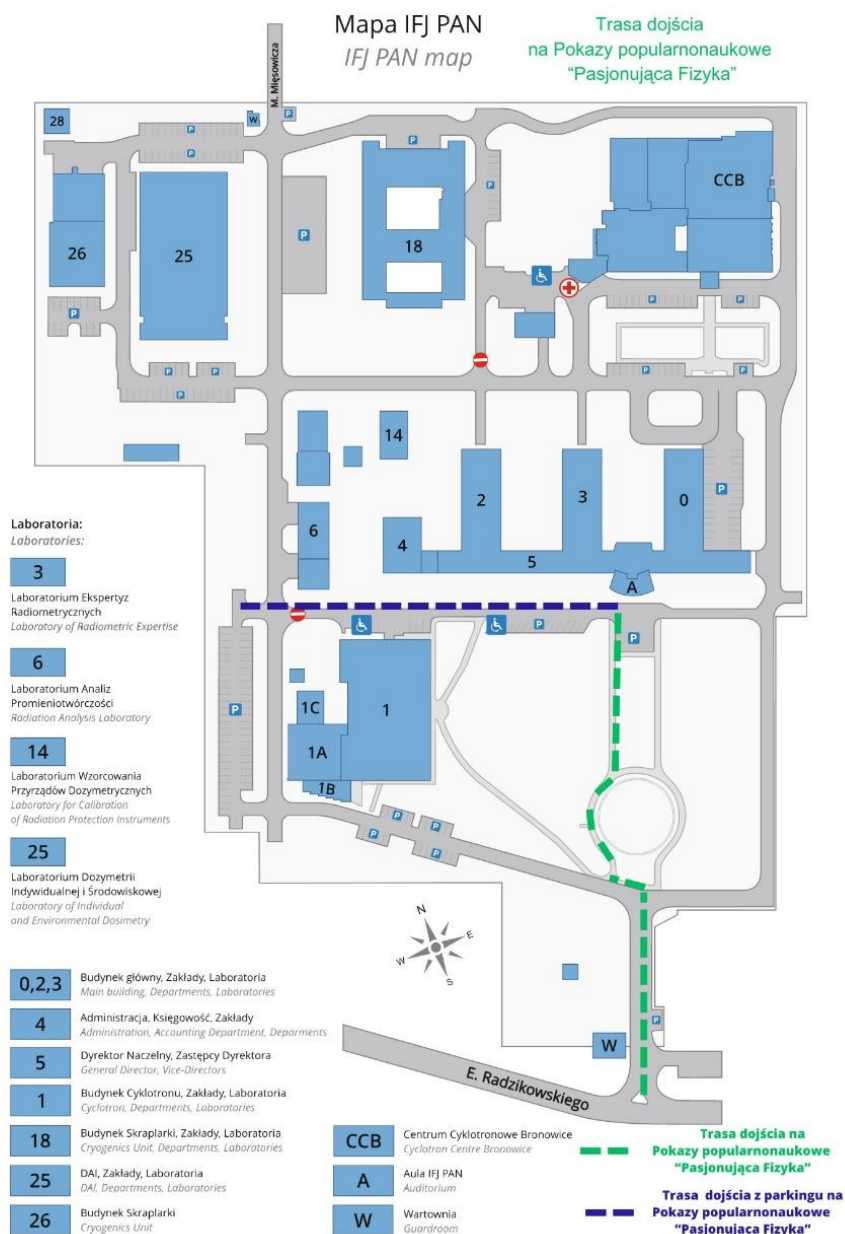 Mapa IFJ PAN
IFJ PAN map
Trasa dojścia
na Pokazy popularnonaukowe
“Pasjonująca Fizyka”
M. Mięsowicza
28
W
P
P
P
P
P
CCB
26
25
P
18
P
P
P
P
P
P
P
P
P
P
14
2
3
0
P
6
4
5
A
Laboratoria:
Laboratories:
3
Laboratorium Ekspertyz
Radiometrycznych
Laboratory of Radiometric Expertise
6
Laboratorium Analiz
Promieniotwórczości
Radiation Analysis Laboratory
14
Laboratorium Wzorcowania
Przyrządów Dozymetrycznych
Laboratory for Calibration
of Radiation Protection Instruments
25
Laboratorium Dozymetrii
Indywidualnej i Środowiskowej
Laboratory of Individual
and Environmental Dosimetry
P
P
P
1C
1
1A
1B
P
P
P
P
N
W
E
S
P
W
E. Radzikowskiego
0,2,3
Budynek główny, Zakłady, Laboratoria
Main building, Departments, Laboratories
4
Administracja, Księgowość, Zakłady
Administration, Accounting Department, Deparments
5
Dyrektor Naczelny, Zastępcy Dyrektora
General Director, Vice-Directors
1
Budynek Cyklotronu, Zakłady, Laboratoria
Cyclotron, Departments, Laboratories
18
Budynek Skraplarki, Zakłady, Laboratoria
Cryogenics Unit, Departments, Laboratories
25
DAI, Zakłady, Laboratoria
DAI, Departments, Laboratories
26
Budynek Skraplarki
Cryogenics Unit
CCB
Centrum Cyklotronowe Bronowice
Cyclotron Centre Bronowice
A
Aula IFJ PAN
Auditorium
W
Wartownia
Guardroom
Trasa dojścia na
Pokazy popularnonaukowe
“Pasjonująca Fizyka”
Trasa dojścia z parkingu na
Pokazy popularnonaukowe
“Pasjonująca Fizyka”